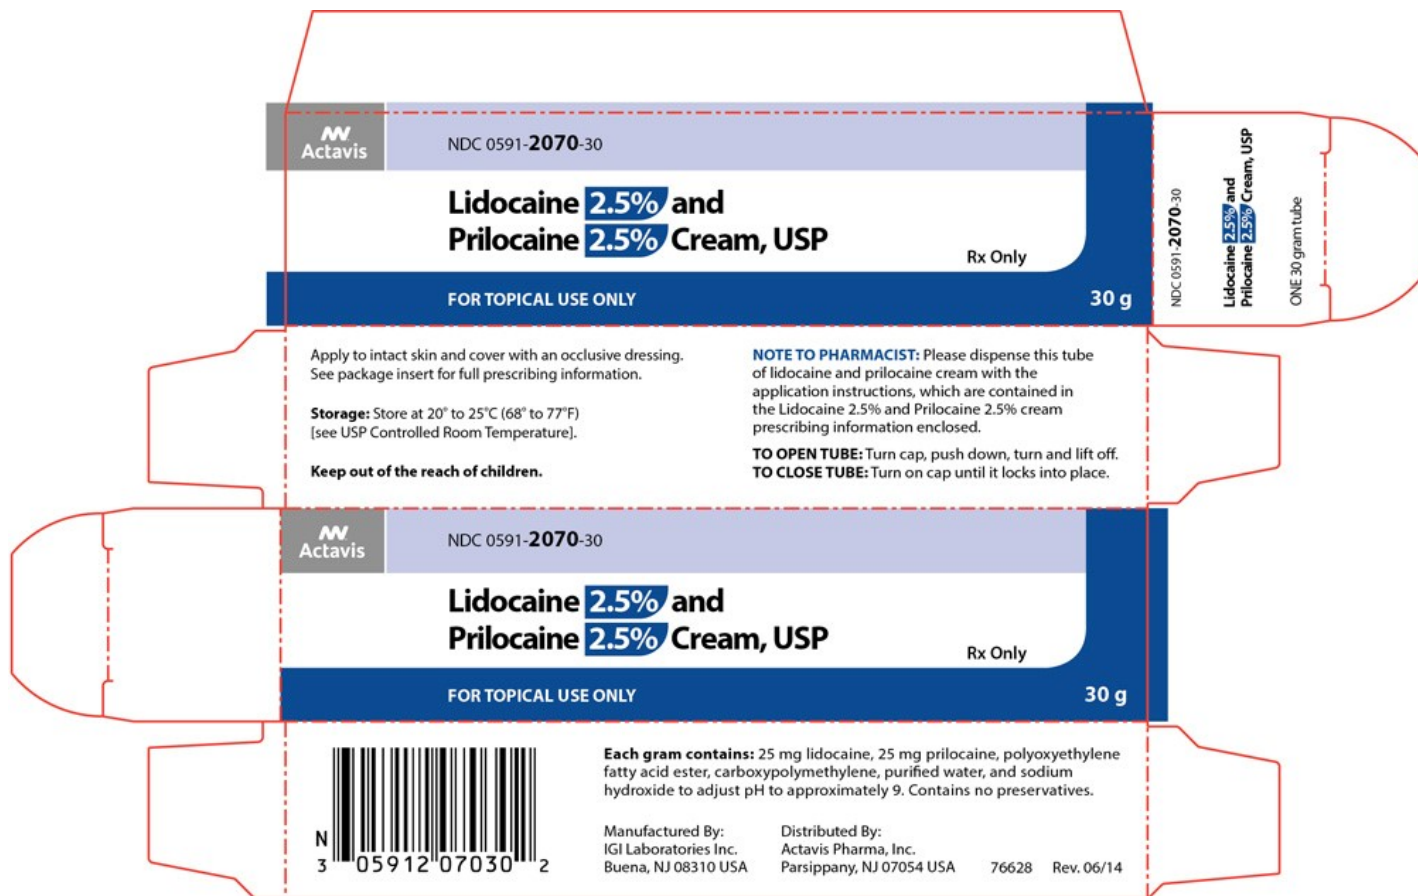 Actavis
NDC 0591-2070-30
Lidocaine 2.5% and
Prilocaine 2.5% Cream, USP
Rx Only
FOR TOPICAL USE ONLY
30 g
NDC 0591-2070-30
Lidocaine 2.5% and
Prilocaine 2.5% Cream, USP
ONE 30 gram tube
Apply to intact skin and cover with an occlusive dressing.
See package insert for full prescribing information.
Storage: Store at 20° to 25°C (68° to 77°F)
[see USP Controlled Room Temperature].
Keep out of the reach of children.
NOTE TO PHARMACIST: Please dispense this tube
of lidocaine and prilocaine cream with the
application instructions, which are contained in
the Lidocaine 2.5% and Prilocaine 2.5% cream
prescribing information enclosed.
TO OPEN TUBE: Turn cap, push down, turn and lift off.
TO CLOSE TUBE: Turn on cap until it locks into place.
Actavis
NDC 0591-2070-30
Lidocaine 2.5% and
Prilocaine 2.5% Cream, USP
Rx Only
FOR TOPICAL USE ONLY
30 g
N
3 05912 07030 2
Each gram contains: 25 mg lidocaine, 25 mg prilocaine, polyoxyethylene
fatty acid ester, carboxypolymethylene, purified water, and sodium
hydroxide to adjust pH to approximately 9. Contains no preservatives.
Manufactured By:
IGI Laboratories Inc.
Buena, NJ 08310 USA
Distributed By:
Actavis Pharma, Inc.
Parsippany, NJ 07054 USA
76628 Rev. 06/14